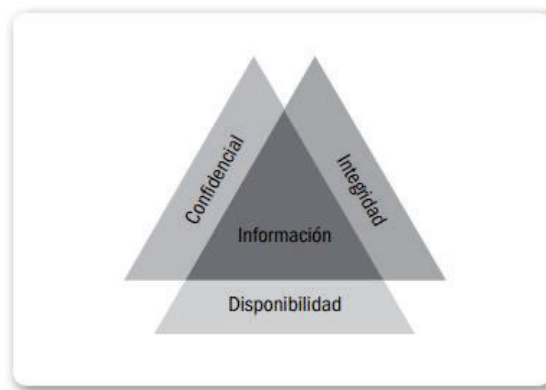 Confidencial
Integridad
Información
Disponibilidad